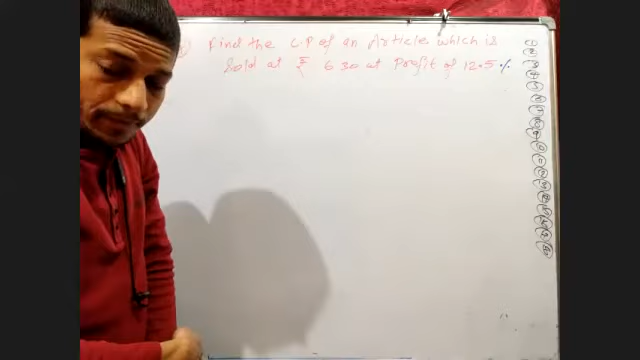 Find the C.P of an Article which is
Sold at ₹ 630 at Profit of 12.5%